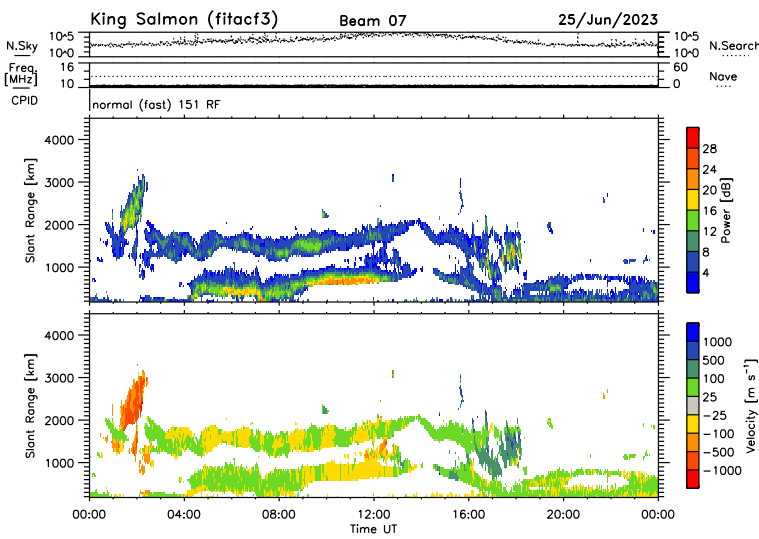 King Salmon (fitacf3) Beam 07 25/Jun/2023
N.Sky 10^5 10^0 10^5 10^0 N.Search
Freq. [MHz] 16 10 60 0 Nave
CPID normal (fast) 151 RF
Slant Range [km]
4000
3000
2000
1000
28
24
20
16
12
8
4
Power [dB]
Slant Range [km]
4000
3000
2000
1000
1000
500
100
25
−25
−100
−500
−1000
Velocity [m s⁻¹]
00:00 04:00 08:00 12:00 16:00 20:00 00:00
Time UT